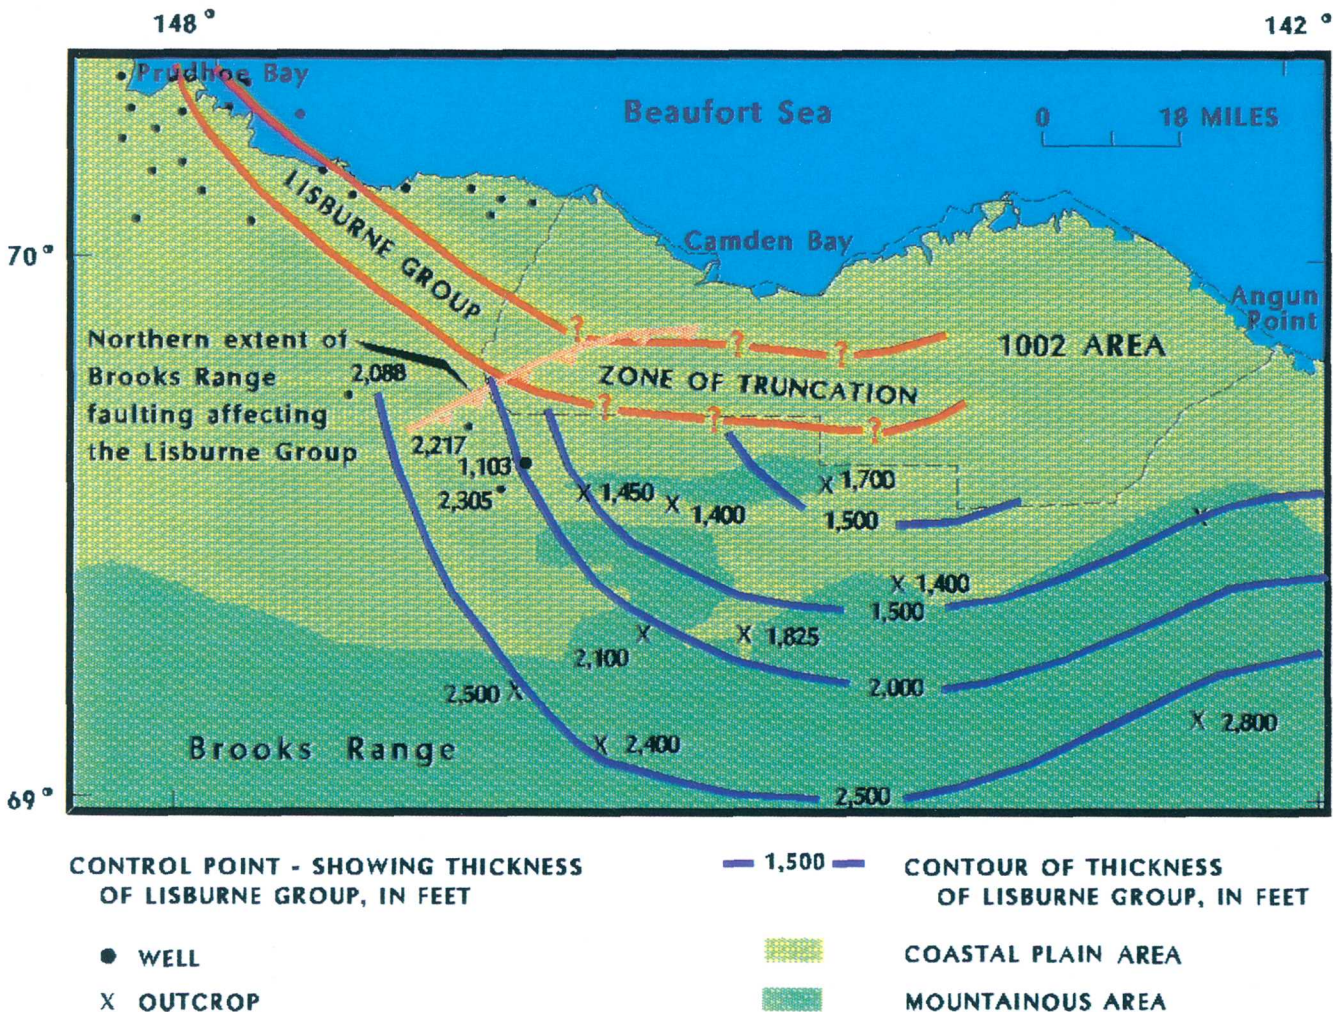 148° 142°
Prudhoe Bay
Beaufort Sea
0 18 MILES
LISBURNE GROUP
Camden Bay
70°
Angun
Point
Northern extent of
Brooks Range
faulting affecting
the Lisburne Group
1002 AREA
? ? ?
ZONE OF TRUNCATION
? ? ?
2,088
2,217
1,103
2,305
X 1,450
X 1,400
X 1,700
1,500
X
X 1,400
1,500
X 1,825
X
2,100
2,500 X
2,000
X 2,800
X 2,400
Brooks Range
2,500
69°
CONTROL POINT - SHOWING THICKNESS
OF LISBURNE GROUP, IN FEET
● WELL
X OUTCROP
1,500 CONTOUR OF THICKNESS
OF LISBURNE GROUP, IN FEET
COASTAL PLAIN AREA
MOUNTAINOUS AREA